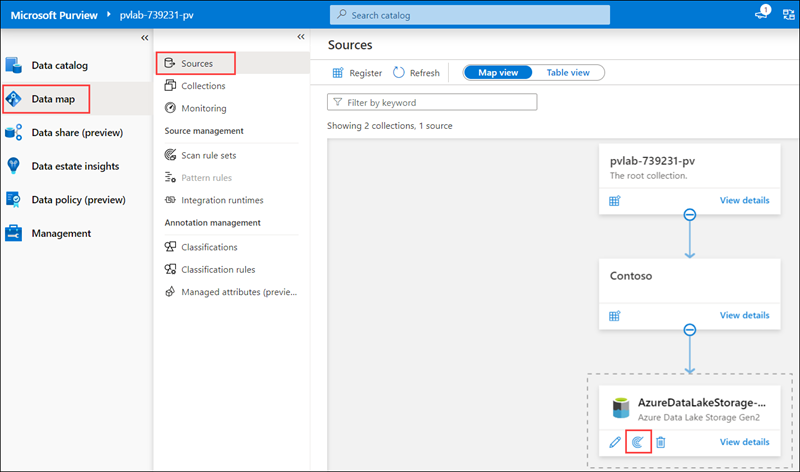 Microsoft Purview
pvlab-739231-pv
Search catalog
1
Data catalog
Data map
Data share (preview)
Data estate insights
Data policy (preview)
Management
Sources
Collections
Monitoring
Source management
Scan rule sets
Pattern rules
Integration runtimes
Annotation management
Classifications
Classification rules
Managed attributes (previe...
Sources
Register
Refresh
Map view
Table view
Filter by keyword
Showing 2 collections, 1 source
pvlab-739231-pv
The root collection.
View details
Contoso
View details
AzureDataLakeStorage-...
Azure Data Lake Storage Gen2
View details